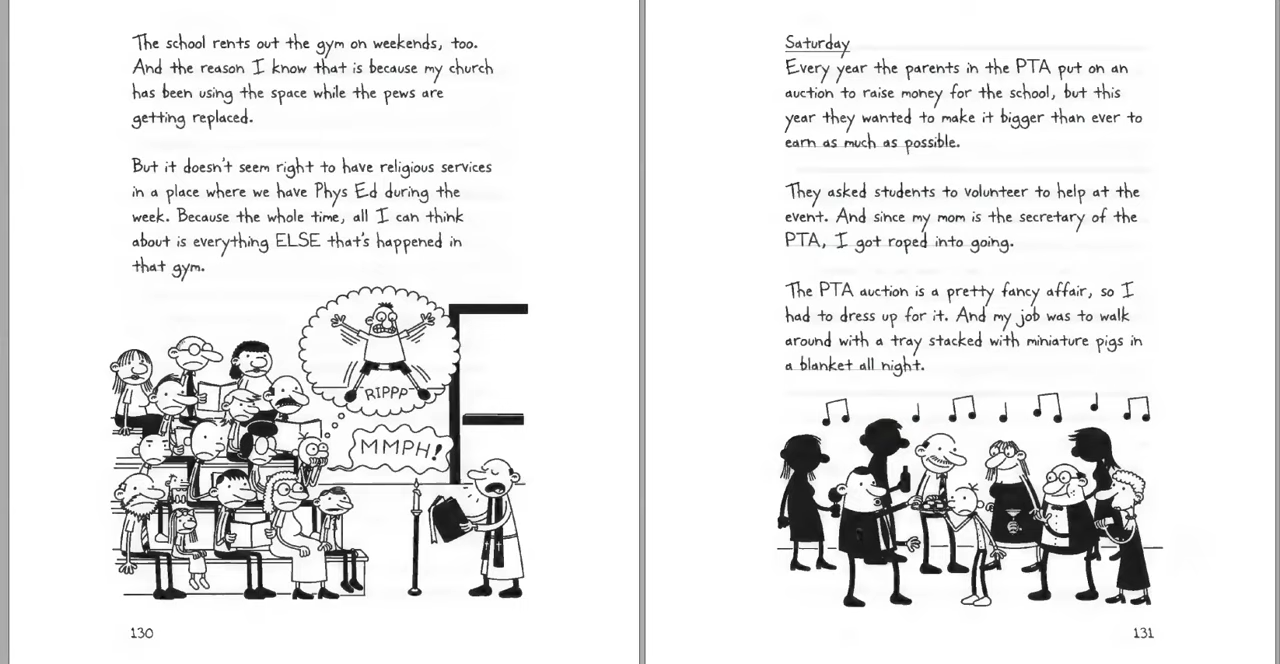 The school rents out the gym on weekends, too.
And the reason I know that is because my church
has been using the space while the pews are
getting replaced.
But it doesn't seem right to have religious services
in a place where we have Phys Ed during the
week. Because the whole time, all I can think
about is everything ELSE that's happened in
that gym.
RIPPP
MMPH!
130
Saturday
Every year the parents in the PTA put on an
auction to raise money for the school, but this
year they wanted to make it bigger than ever to
earn as much as possible.
They asked students to volunteer to help at the
event. And since my mom is the secretary of the
PTA, I got roped into going.
The PTA auction is a pretty fancy affair, so I
had to dress up for it. And my job was to walk
around with a tray stacked with miniature pigs in
a blanket all night.
131